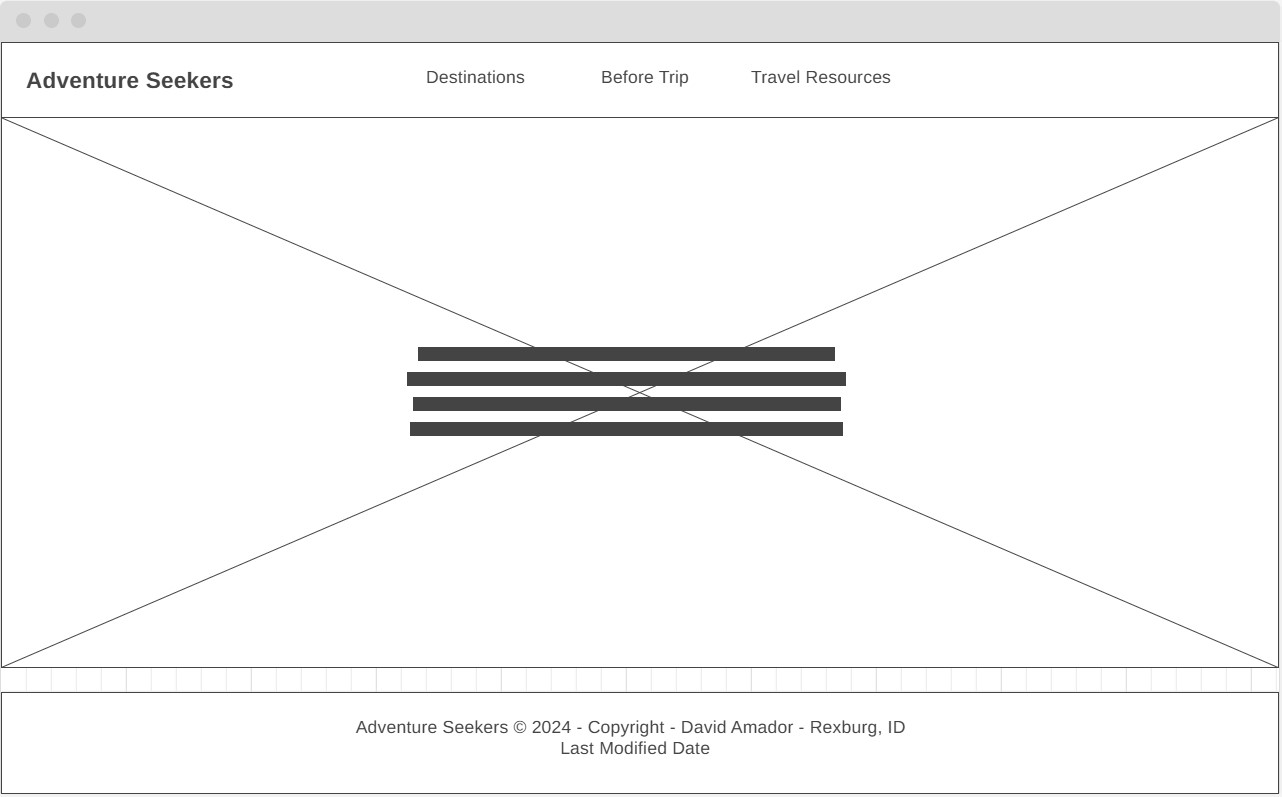 Adventure Seekers
Destinations
Before Trip
Travel Resources
Adventure Seekers © 2024 - Copyright - David Amador - Rexburg, ID
Last Modified Date